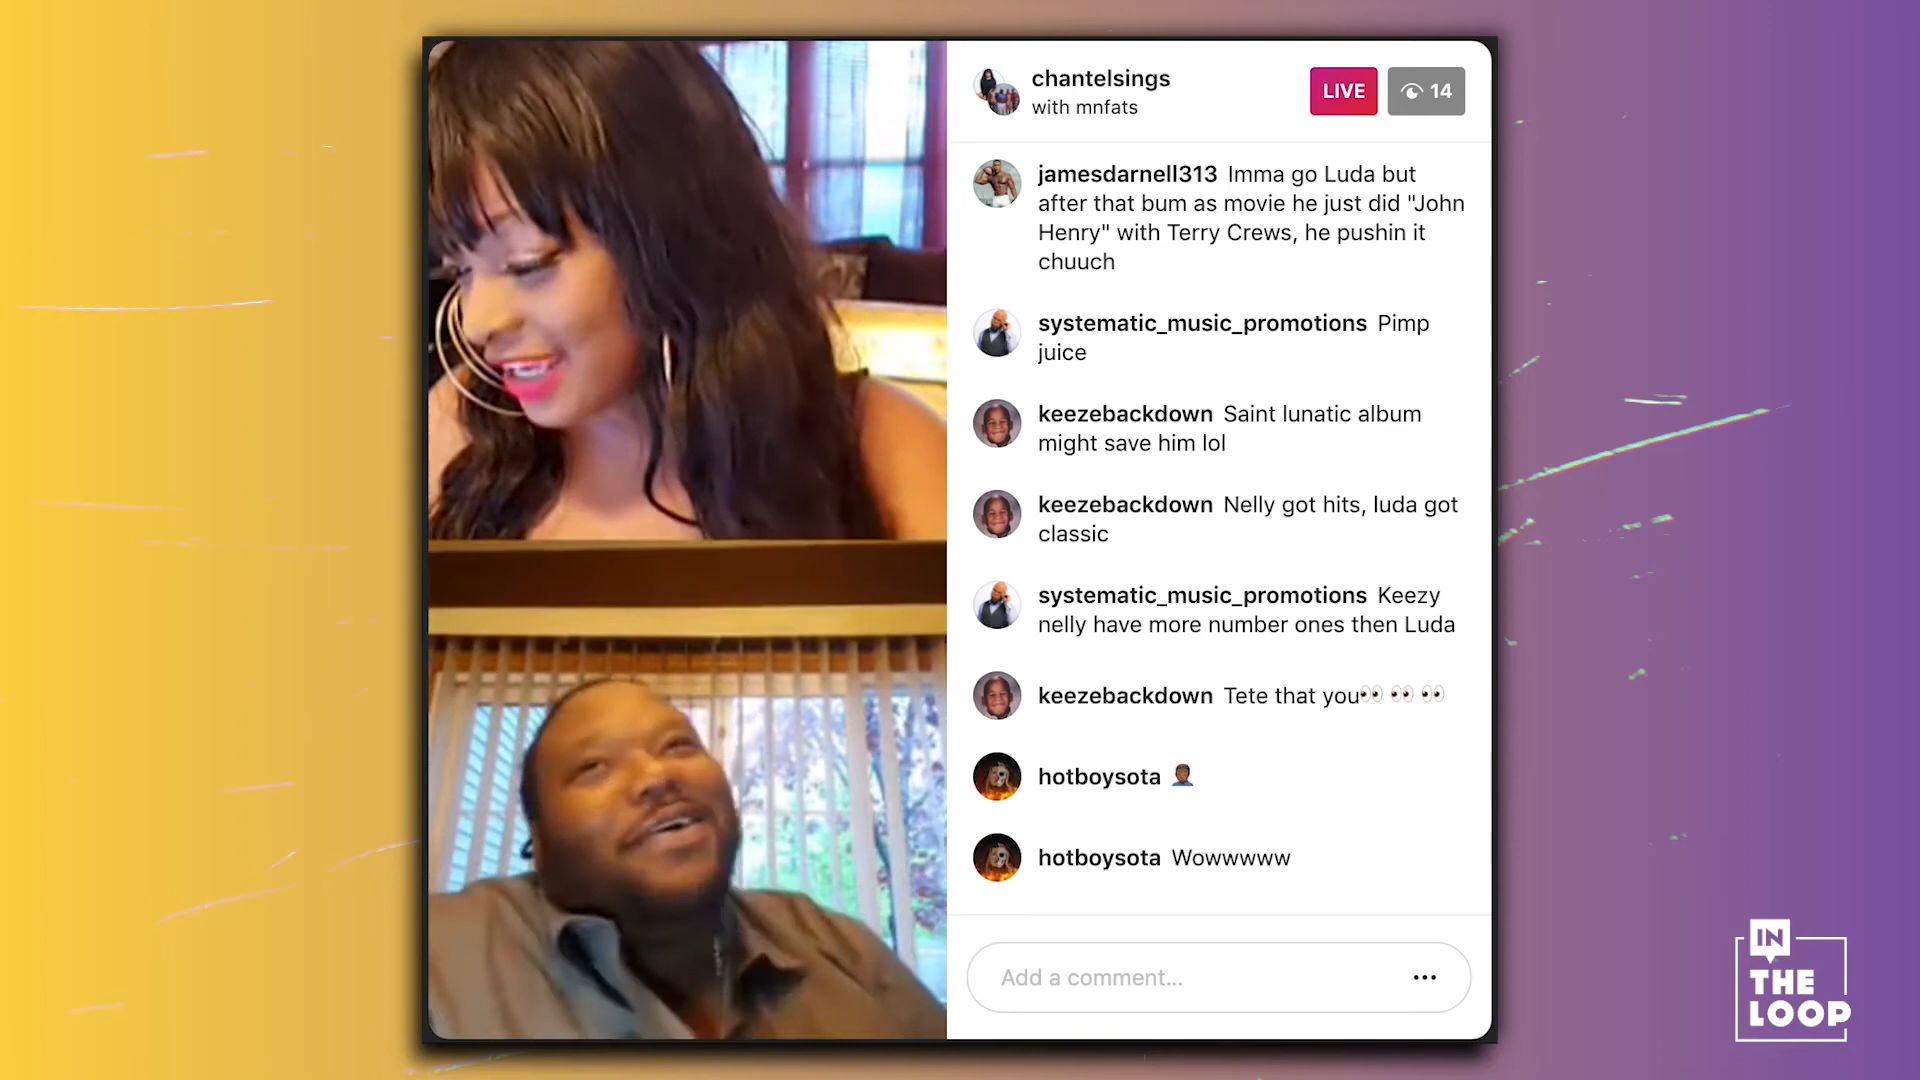 chantelsings
with mnfats
LIVE
14
jamesdarnell313 Imma go Luda but
after that bum as movie he just did "John
Henry" with Terry Crews, he pushin it
chuuch
systematic_music_promotions Pimp
juice
keezebackdown Saint lunatic album
might save him lol
keezebackdown Nelly got hits, luda got
classic
systematic_music_promotions Keezy
nelly have more number ones then Luda
keezebackdown Tete that you👀 👀 👀
hotboysota 🤦🏾‍♂️
hotboysota Wowwwww
Add a comment...
IN
THE
LOOP